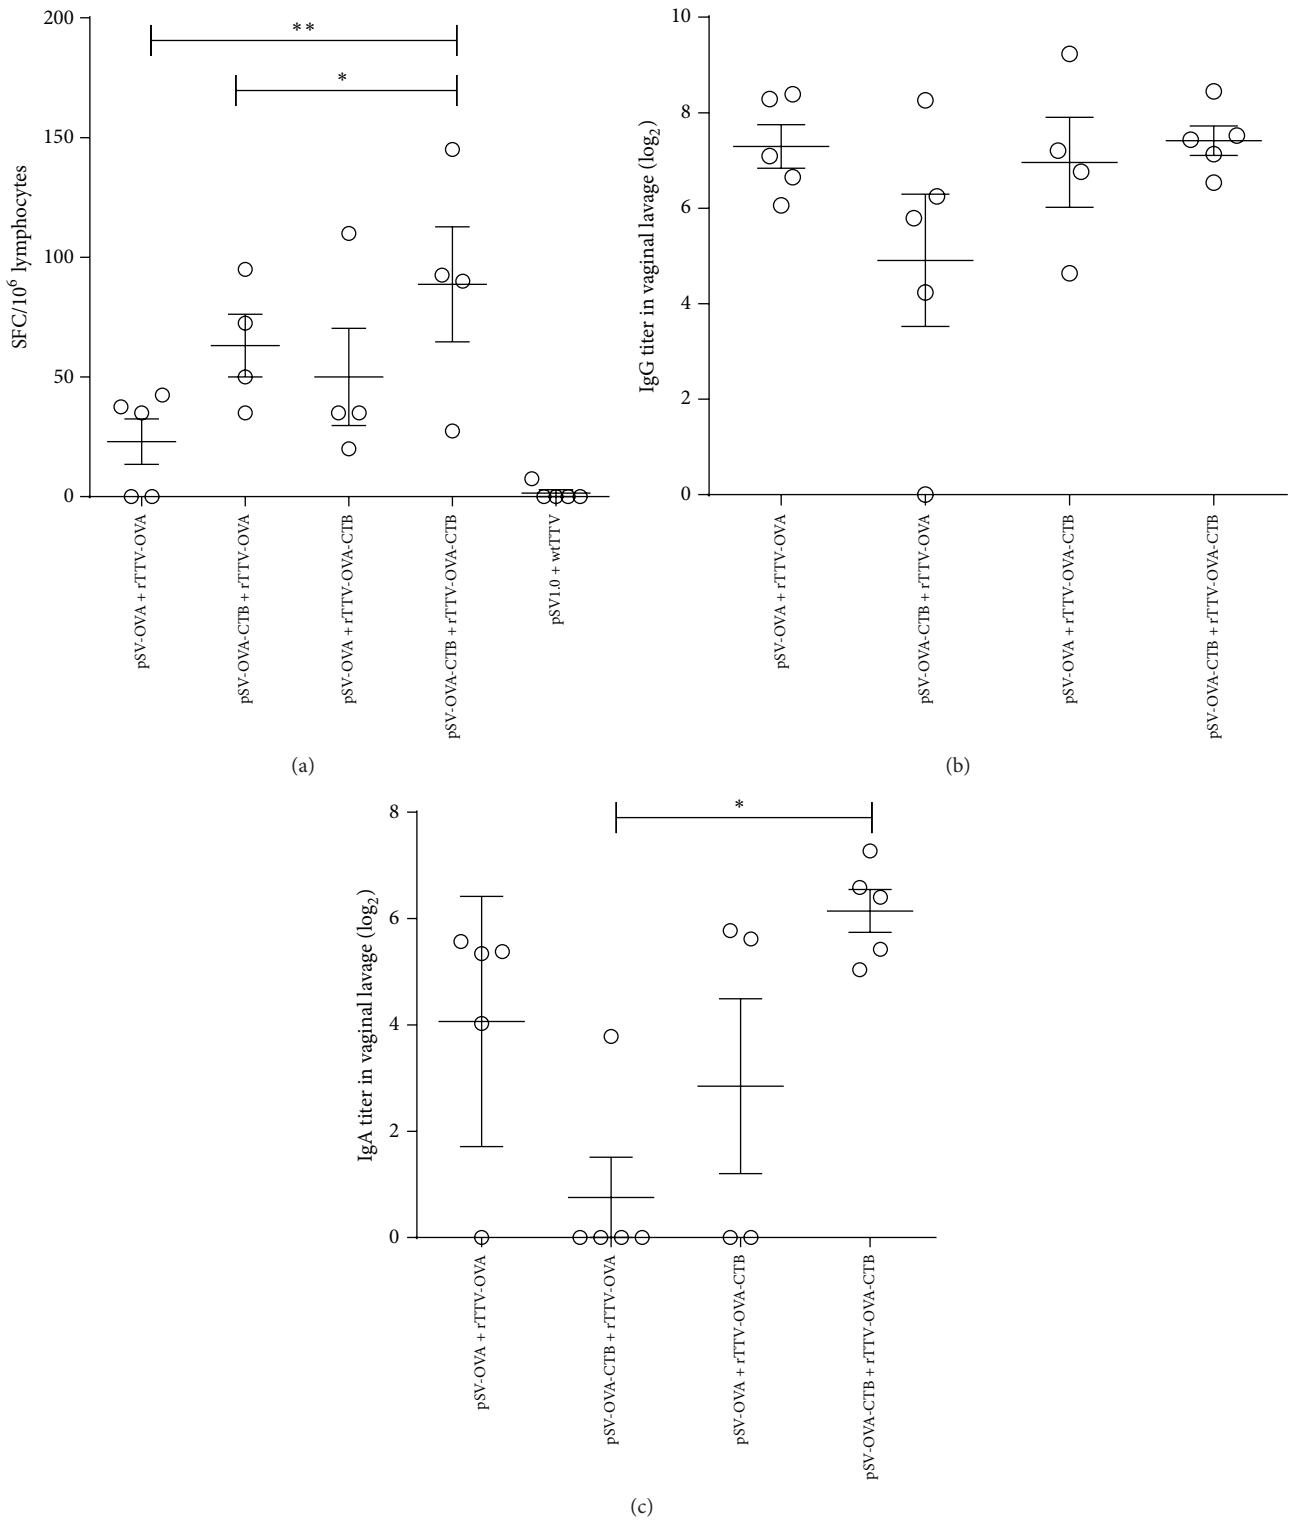 200
150
100
50
0
SFC/10⁶ lymphocytes
**
*
pSV-OVA + rTTV-OVA
pSV-OVA-CTB + rTTV-OVA
pSV-OVA + rTTV-OVA-CTB
pSV-OVA-CTB + rTTV-OVA-CTB
pSV1.0 + wtTTV
(a)
10
8
6
4
2
0
IgG titer in vaginal lavage (log₂)
pSV-OVA + rTTV-OVA
pSV-OVA-CTB + rTTV-OVA
pSV-OVA + rTTV-OVA-CTB
pSV-OVA-CTB + rTTV-OVA-CTB
(b)
8
6
4
2
0
IgA titer in vaginal lavage (log₂)
*
pSV-OVA + rTTV-OVA
pSV-OVA-CTB + rTTV-OVA
pSV-OVA + rTTV-OVA-CTB
pSV-OVA-CTB + rTTV-OVA-CTB
(c)